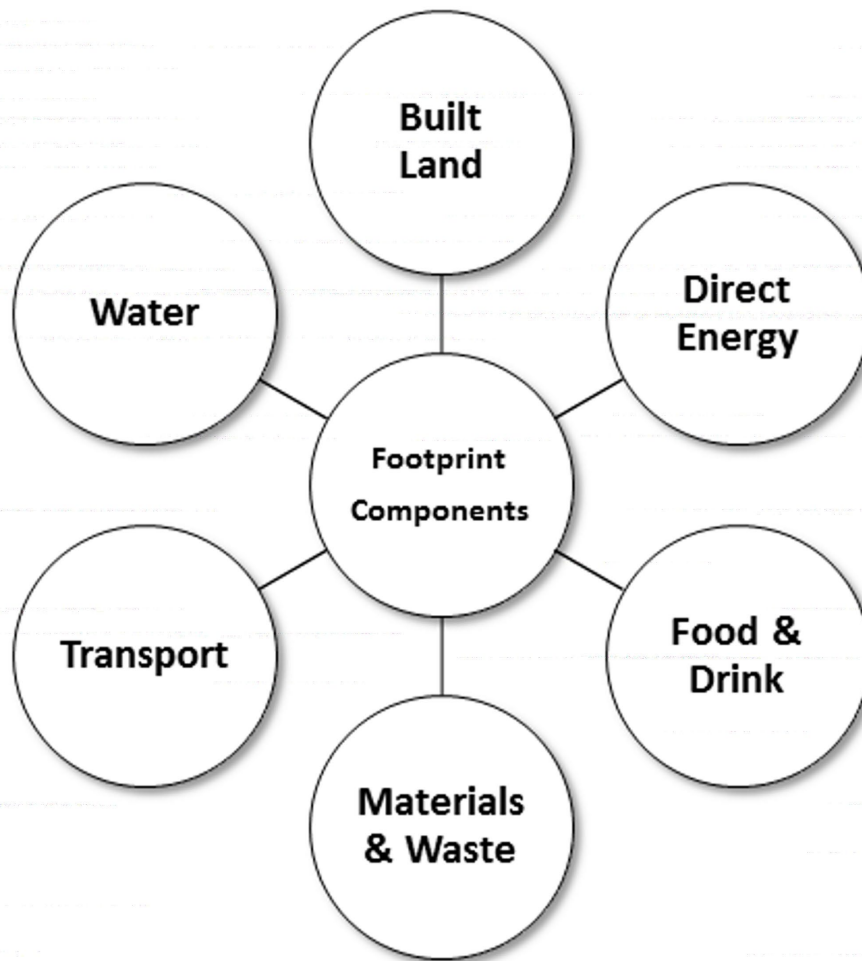 Built
Land
Direct
Energy
Water
Footprint
Components
Food &
Drink
Transport
Materials
& Waste